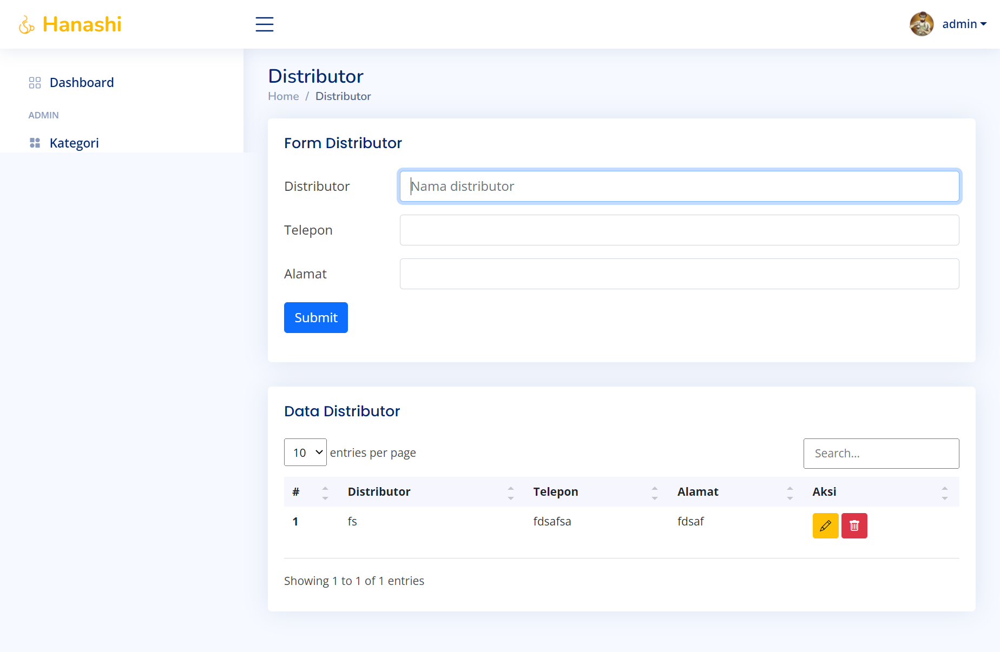 Hanashi
admin
Dashboard
ADMIN
Kategori
Distributor
Home / Distributor
Form Distributor
Distributor
Nama distributor
Telepon
Alamat
Submit
Data Distributor
10 entries per page
Search...
# Distributor Telepon Alamat Aksi
1 fs fdsafsa fdsaf
Showing 1 to 1 of 1 entries